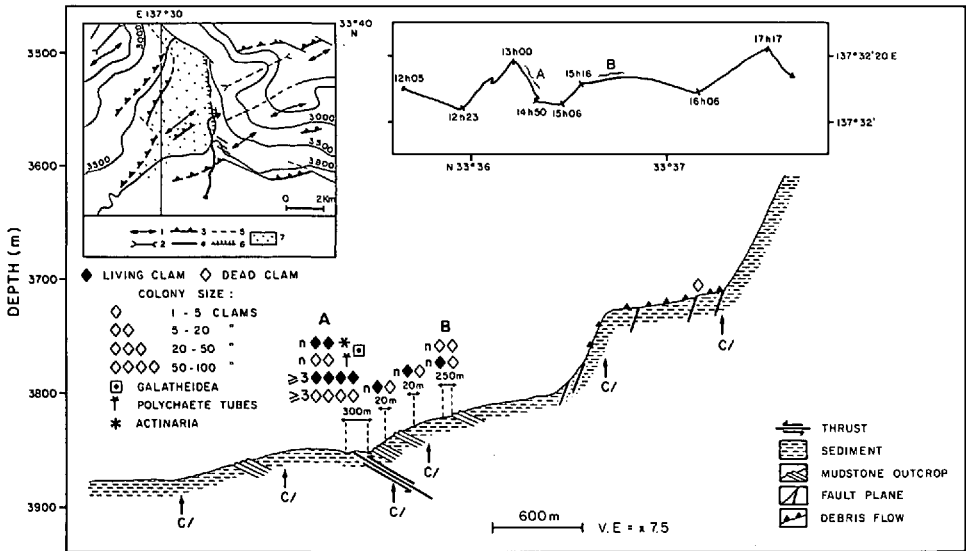 E 137°30
33°40
N
3000
3500
3000
3500
3800
0 2Km
1 3 5 7
2 4 6
12h05
12h23
13h00
A
14h50
15h06
15h16
B
16h06
17h17
137°32'20 E
137°32'
N 33°36
33°37
DEPTH (m)
3500
3600
3700
3800
3900
LIVING CLAM DEAD CLAM
COLONY SIZE :
1 - 5 CLAMS
5 - 20 "
20 - 50 "
50 - 100 "
GALATHEIDEA
POLYCHAETE TUBES
ACTINARIA
A
n
n
≥3
≥3
300m
n
20m
n
20m
B
n
n
250m
C/
C/
C/
C/
C/
C/
600m
V.E = x 7.5
THRUST
SEDIMENT
MUDSTONE OUTCROP
FAULT PLANE
DEBRIS FLOW